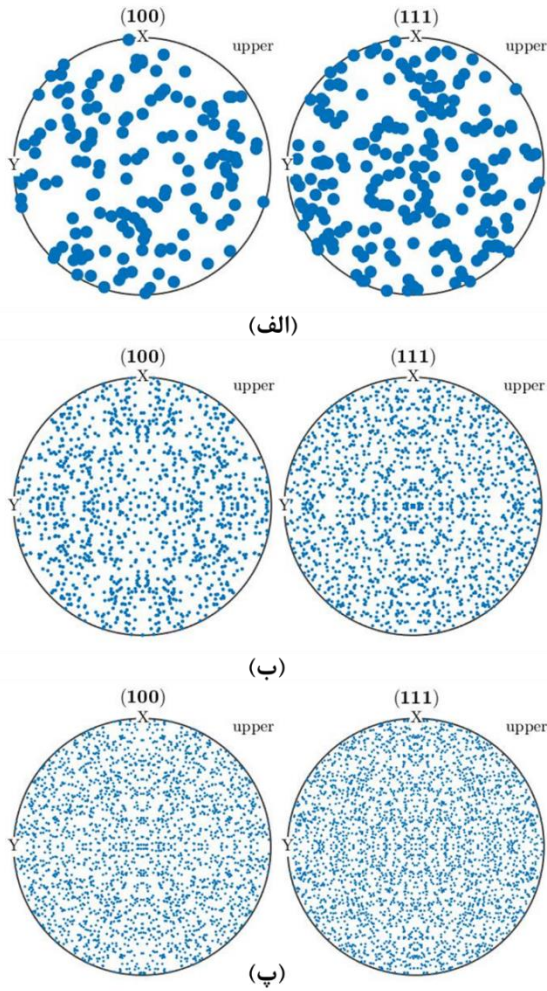 (100) (111)
X upper X upper
Y Y
(الف)
(100) (111)
X upper X upper
Y Y
(ب)
(100) (111)
X upper X upper
Y Y
(پ)